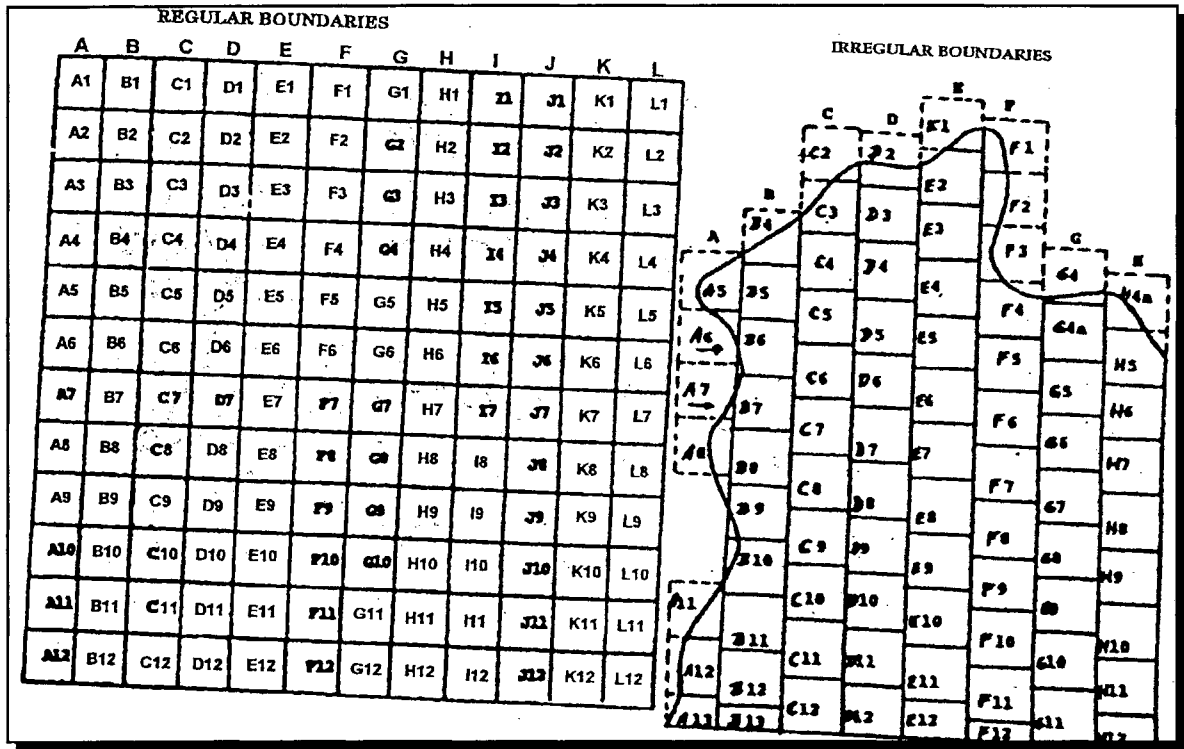 REGULAR BOUNDARIES
A B C D E F G H I J K L
A1 B1 C1 D1 E1 F1 G1 H1 I1 J1 K1 L1
A2 B2 C2 D2 E2 F2 G2 H2 I2 J2 K2 L2
A3 B3 C3 D3 E3 F3 G3 H3 I3 J3 K3 L3
A4 B4 C4 D4 E4 F4 G4 H4 I4 J4 K4 L4
A5 B5 C5 D5 E5 F5 G5 H5 I5 J5 K5 L5
A6 B6 C6 D6 E6 F6 G6 H6 I6 J6 K6 L6
A7 B7 C7 D7 E7 F7 G7 H7 I7 J7 K7 L7
A8 B8 C8 D8 E8 F8 G8 H8 I8 J8 K8 L8
A9 B9 C9 D9 E9 F9 G9 H9 I9 J9 K9 L9
A10 B10 C10 D10 E10 F10 G10 H10 I10 J10 K10 L10
A11 B11 C11 D11 E11 F11 G11 H11 I11 J11 K11 L11
A12 B12 C12 D12 E12 F12 G12 H12 I12 J12 K12 L12
IRREGULAR BOUNDARIES
A
A5
A6
A7
A8
A11
A12
A13
B
B4
B5
B6
B7
B8
B9
B10
B11
B12
B13
C
C2
C3
C4
C5
C6
C7
C8
C9
C10
C11
C12
D
D2
D3
D4
D5
D6
D7
D8
D9
D10
D11
D12
E
E1
E2
E3
E4
E5
E6
E7
E8
E9
E10
E11
E12
F
F1
F2
F3
F4
F5
F6
F7
F8
F9
F10
F11
F12
G
G4
G4a
G5
G6
G7
G8
G9
G10
G11
H
H4a
H5
H6
H7
H8
H9
H10
H11
H12